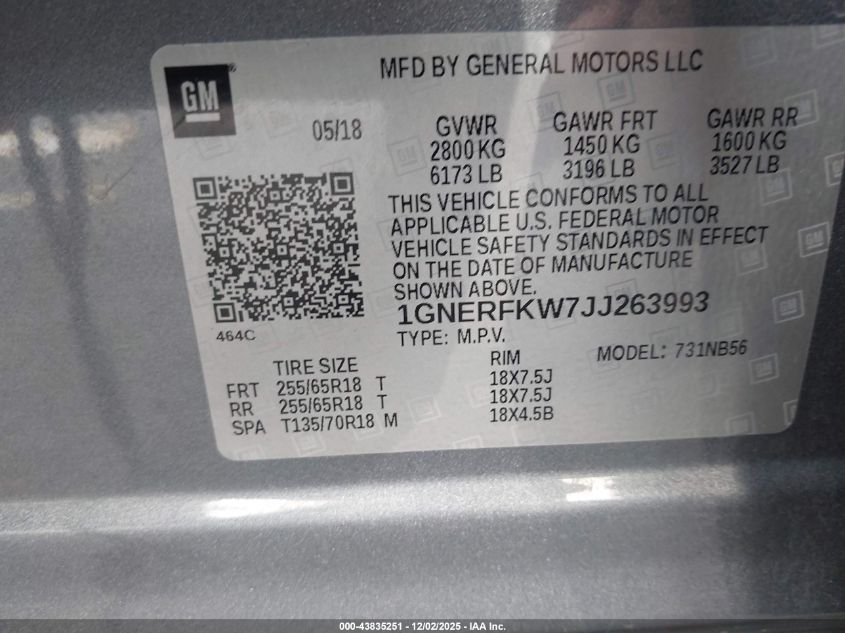 MFD BY GENERAL MOTORS LLC
GM®
05/18
GVWR GAWR FRT GAWR RR
2800 KG 1450 KG 1600 KG
6173 LB 3196 LB 3527 LB
THIS VEHICLE CONFORMS TO ALL
APPLICABLE U.S. FEDERAL MOTOR
VEHICLE SAFETY STANDARDS IN EFFECT
ON THE DATE OF MANUFACTURE
SHOWN ABOVE.
1GNERFKW7JJ263993
464C
TYPE: M.P.V.
MODEL: 731NB56
TIRE SIZE RIM
FRT 255/65R18 T 18X7.5J
RR 255/65R18 T 18X7.5J
SPA T135/70R18 M 18X4.5B
000-43835251 - 12/02/2025 - IAA Inc.